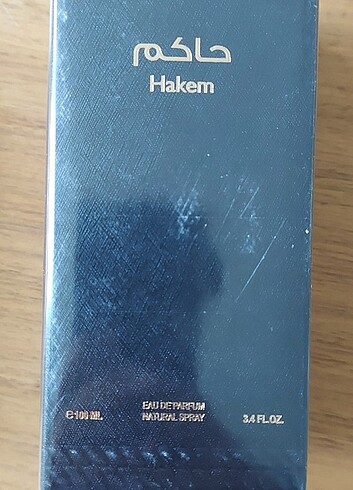 حاكم
Hakem
℮ 100 ML.
EAU DE PARFUM
NATURAL SPRAY
3.4 FL.OZ.